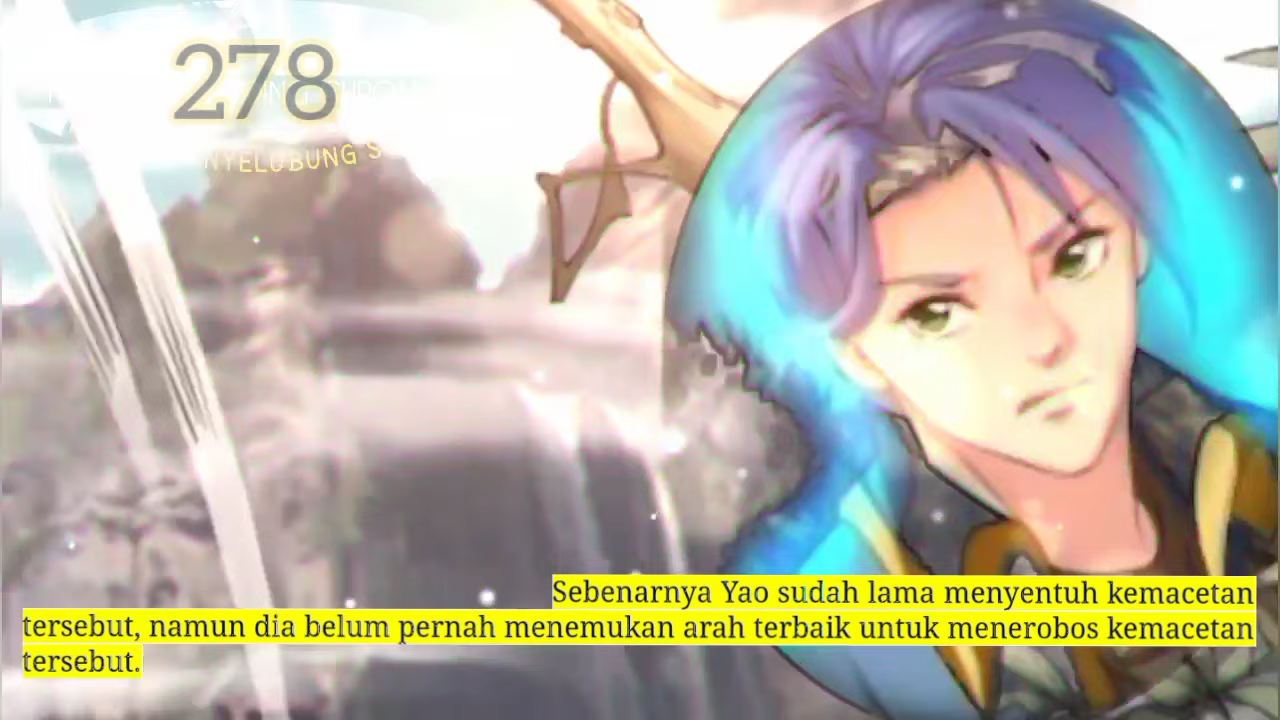 278
NYELUBUNG S
Sebenarnya Yao sudah lama menyentuh kemacetan
tersebut, namun dia belum pernah menemukan arah terbaik untuk menerobos kemacetan
tersebut.